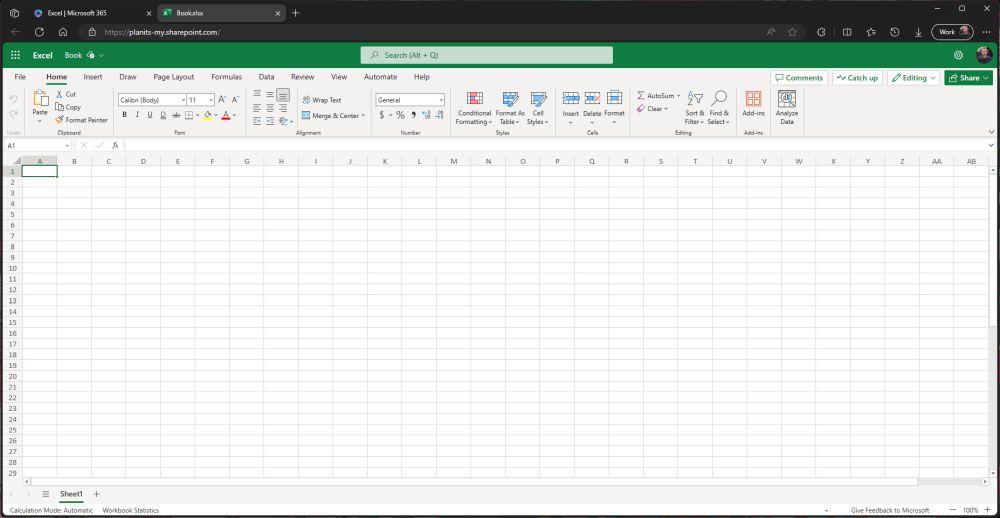 Excel | Microsoft 365
Book.xlsx
https://planits-my.sharepoint.com/
Work
Excel
Book
Search (Alt + Q)
File Home Insert Draw Page Layout Formulas Data Review View Automate Help
Comments Catch up Editing Share
Undo
Paste
Cut
Copy
Format Painter
Clipboard
Calibri (Body) 11
B I U D ab
Font
Wrap Text
Merge & Center
Alignment
General
$ % 9
Number
Conditional Formatting
Format As Table
Cell Styles
Styles
Insert Delete Format
Cells
AutoSum
Clear
Sort & Filter
Find & Select
Editing
Add-ins
Add-ins
Analyze Data
A1
fx
A B C D E F G H I J K L M N O P Q R S T U V W X Y Z AA AB
1
2
3
4
5
6
7
8
9
10
11
12
13
14
15
16
17
18
19
20
21
22
23
24
25
26
27
28
29
Sheet1
Calculation Mode: Automatic Workbook Statistics
Give Feedback to Microsoft 100%